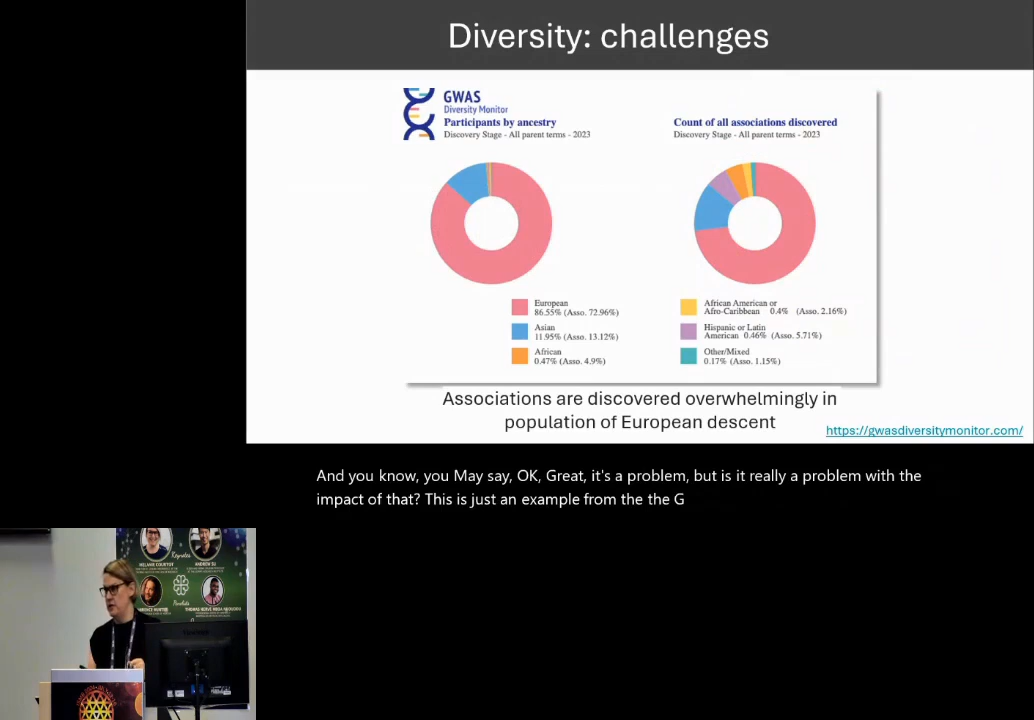 Diversity: challenges
GWAS
Diversity Monitor
Participants by ancestry
Discovery Stage - All parent terms - 2023
Count of all associations discovered
Discovery Stage - All parent terms - 2023
European
86.55% (Asso. 72.96%)
Asian
11.95% (Asso. 13.12%)
African
0.47% (Asso. 4.9%)
African American or
Afro-Caribbean 0.4% (Asso. 2.16%)
Hispanic or Latin
American 0.46% (Asso. 5.71%)
Other/Mixed
0.17% (Asso. 1.15%)
Associations are discovered overwhelmingly in
population of European descent
https://gwasdiversitymonitor.com/
And you know, you May say, OK, Great, it's a problem, but is it really a problem with the
impact of that? This is just an example from the the G
Keynotes
MELANIE COURTOT
ANDREW SU